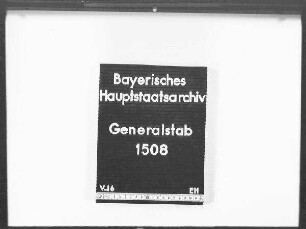 Bayerisches
Hauptstaatsarchiv
Generalstab
1508
V.16 EH